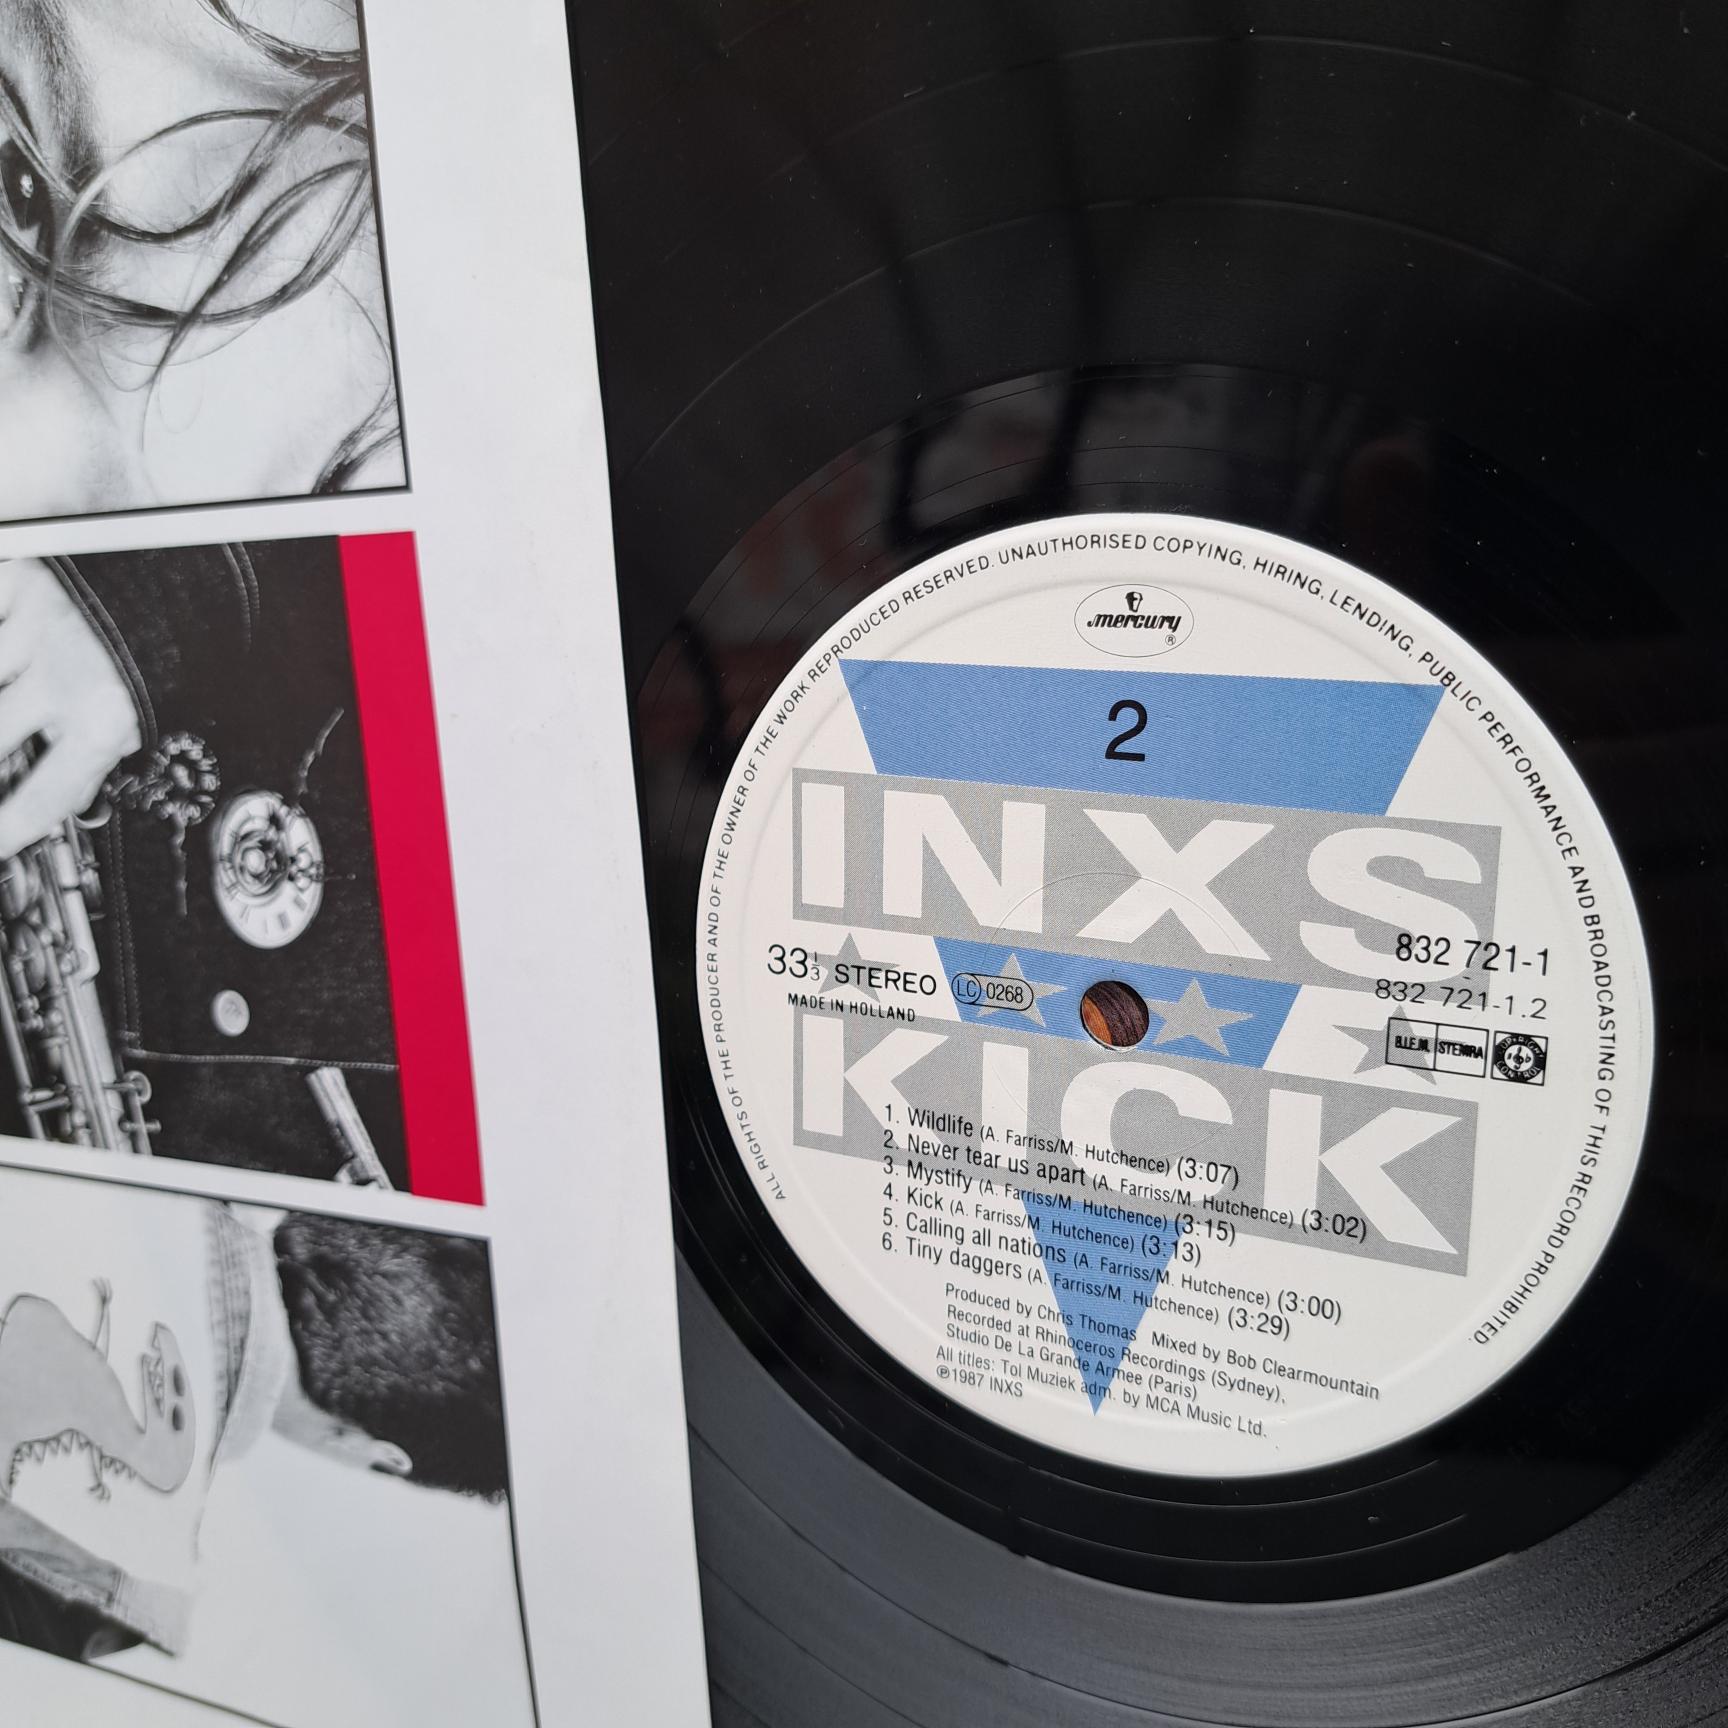 ALL RIGHTS OF THE PRODUCER AND OF THE OWNER OF THE WORK REPRODUCED RESERVED. UNAUTHORISED COPYING, HIRING, LENDING, PUBLIC PERFORMANCE AND BROADCASTING OF THIS RECORD PROHIBITED.
mercury ®
2
INXS
832 721-1
33⅓ STEREO LC 0268
832 721-1.2
MADE IN HOLLAND
B.I.E.M. STEMRA
KICK
1. Wildlife (A. Farriss/M. Hutchence) (3:07)
2. Never tear us apart (A. Farriss/M. Hutchence) (3:02)
3. Mystify (A. Farriss/M. Hutchence) (3:15)
4. Kick (A. Farriss/M. Hutchence) (3:13)
5. Calling all nations (A. Farriss/M. Hutchence) (3:00)
6. Tiny daggers (A. Farriss/M. Hutchence) (3:29)
Produced by Chris Thomas Mixed by Bob Clearmountain
Recorded at Rhinoceros Recordings (Sydney),
Studio De La Grande Armee (Paris)
All titles: Tol Muziek adm. by MCA Music Ltd.
℗1987 INXS